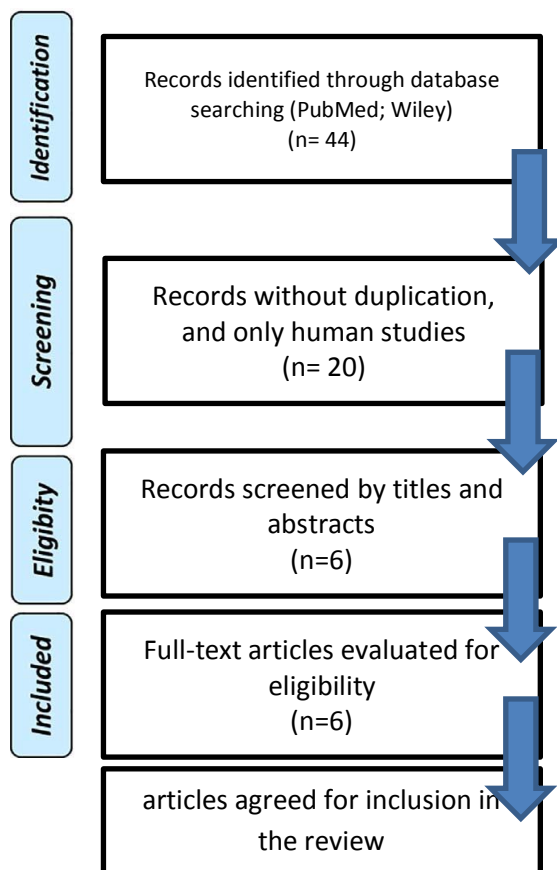 Identification
Records identified through database
searching (PubMed; Wiley)
(n= 44)
Screening
Records without duplication,
and only human studies
(n= 20)
Eligibity
Records screened by titles and
abstracts
(n=6)
Included
Full-text articles evaluated for
eligibility
(n=6)
articles agreed for inclusion in
the review